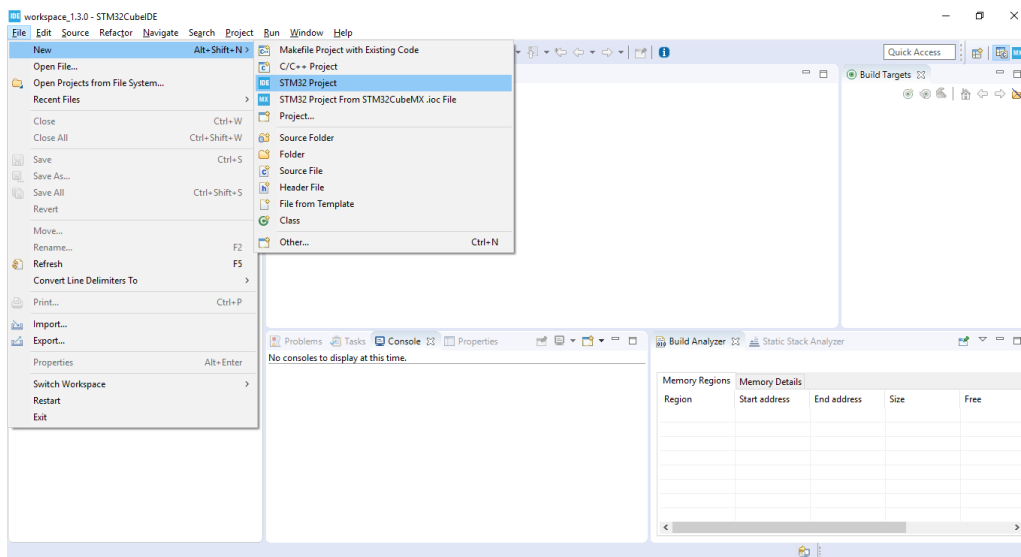 IDE workspace_1.3.0 - STM32CubeIDE
File Edit Source Refactor Navigate Search Project Run Window Help
New Alt+Shift+N >
Open File...
Open Projects from File System...
Recent Files >
Close Ctrl+W
Close All Ctrl+Shift+W
Save Ctrl+S
Save As...
Save All Ctrl+Shift+S
Revert
Move...
Rename... F2
Refresh F5
Convert Line Delimiters To >
Print... Ctrl+P
Import...
Export...
Properties Alt+Enter
Switch Workspace >
Restart
Exit
Makefile Project with Existing Code
C/C++ Project
IDE STM32 Project
MX STM32 Project From STM32CubeMX .ioc File
Project...
Source Folder
Folder
Source File
Header File
File from Template
Class
Other... Ctrl+N
Quick Access
Build Targets
Problems Tasks Console Properties
No consoles to display at this time.
Build Analyzer Static Stack Analyzer
Memory Regions Memory Details
Region Start address End address Size Free